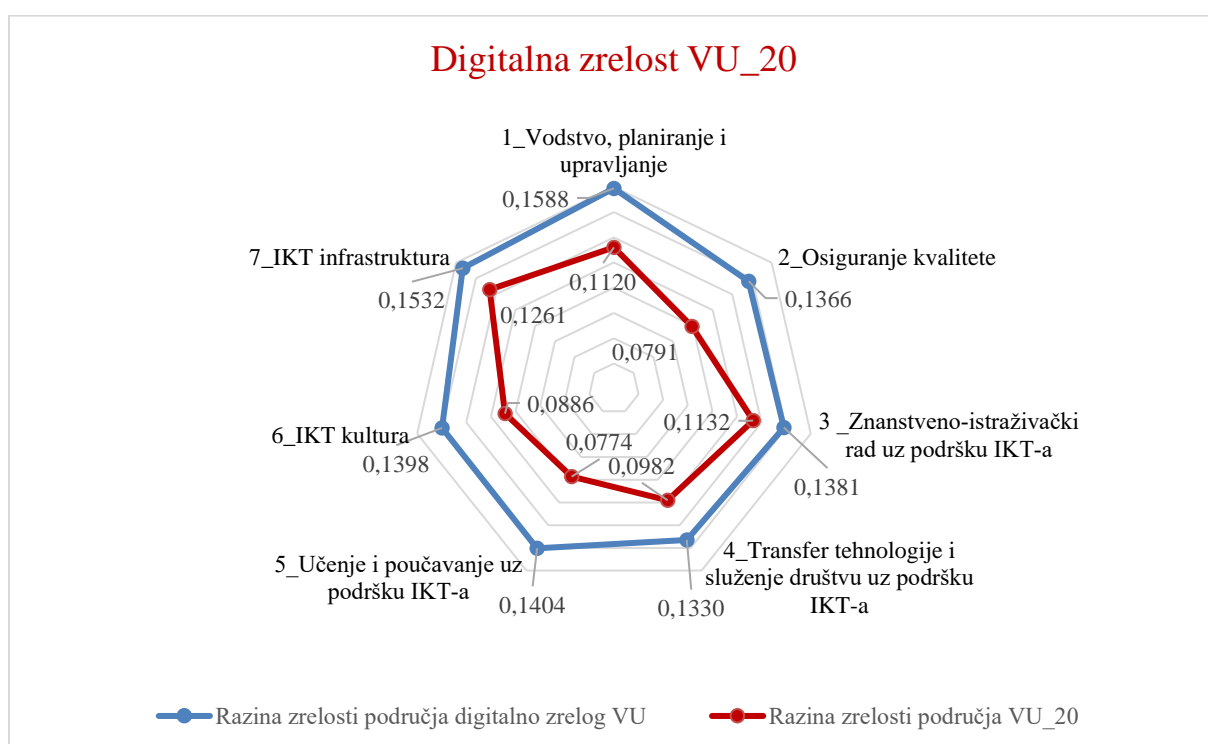 Digitalna zrelost VU_20
1_Vodstvo, planiranje i
upravljanje
0,1588
7_IKT infrastruktura
2_Osiguranje kvalitete
0,1532
0,1120
0,1366
0,1261
0,0791
0,0886
0,1132
6_IKT kultura
3 _Znanstveno-istraživački
rad uz podršku IKT-a
0,1398
0,0774
0,0982
0,1381
5_Učenje i poučavanje uz
podršku IKT-a
4_Transfer tehnologije i
služenje društvu uz podršku
IKT-a
0,1404
0,1330
Razina zrelosti područja digitalno zrelog VU
Razina zrelosti područja VU_20